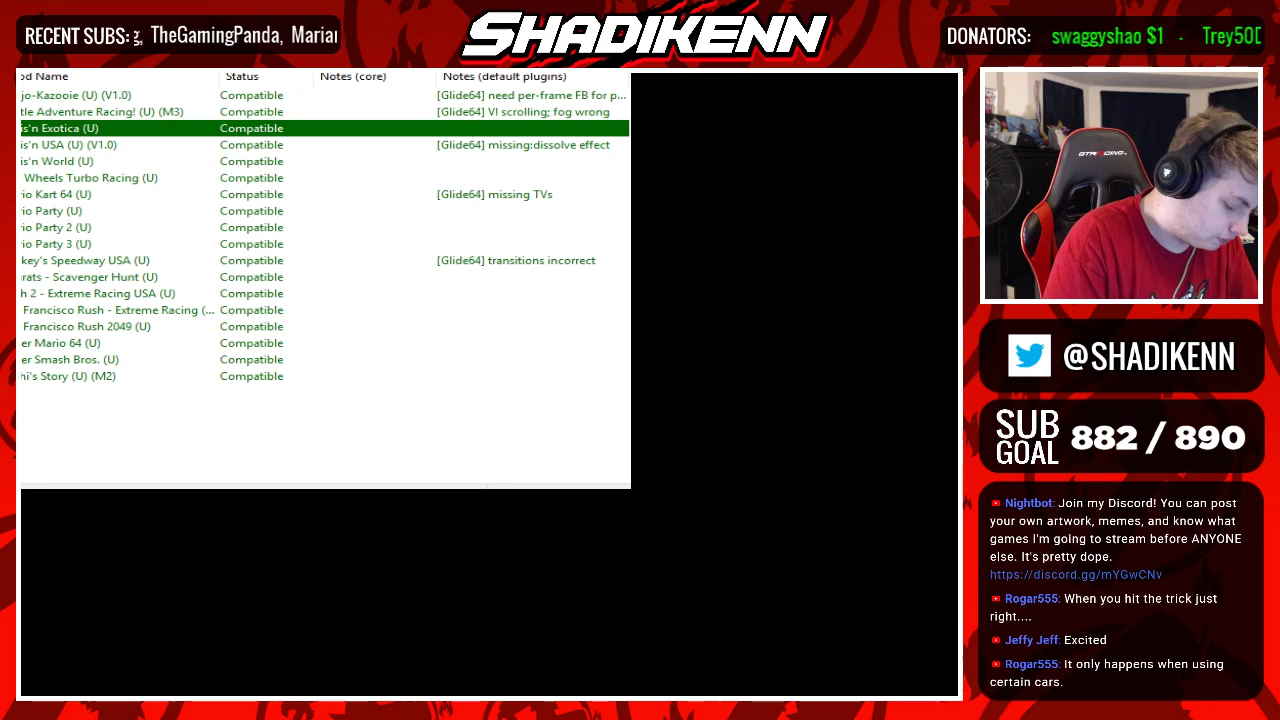 RECENT SUBS: g, TheGamingPanda, Marian
SHADIKENN
DONATORS: swaggyshao $1 - Trey50D
od Name Status Notes (core) Notes (default plugins)
jo-Kazooie (U) (V1.0) Compatible [Glide64] need per-frame FB for p...
tle Adventure Racing! (U) (M3) Compatible [Glide64] VI scrolling; fog wrong
is'n Exotica (U) Compatible
is'n USA (U) (V1.0) Compatible [Glide64] missing:dissolve effect
is'n World (U) Compatible
Wheels Turbo Racing (U) Compatible
io Kart 64 (U) Compatible [Glide64] missing TVs
io Party (U) Compatible
io Party 2 (U) Compatible
io Party 3 (U) Compatible
key's Speedway USA (U) Compatible [Glide64] transitions incorrect
rats - Scavenger Hunt (U) Compatible
h 2 - Extreme Racing USA (U) Compatible
Francisco Rush - Extreme Racing (... Compatible
Francisco Rush 2049 (U) Compatible
er Mario 64 (U) Compatible
er Smash Bros. (U) Compatible
hi's Story (U) (M2) Compatible
GTRACING
@SHADIKENN
SUB GOAL 882 / 890
Nightbot: Join my Discord! You can post
your own artwork, memes, and know what
games I'm going to stream before ANYONE
else. It's pretty dope.
https://discord.gg/mYGwCNv
Rogar555: When you hit the trick just
right....
Jeffy Jeff: Excited
Rogar555: It only happens when using
certain cars.